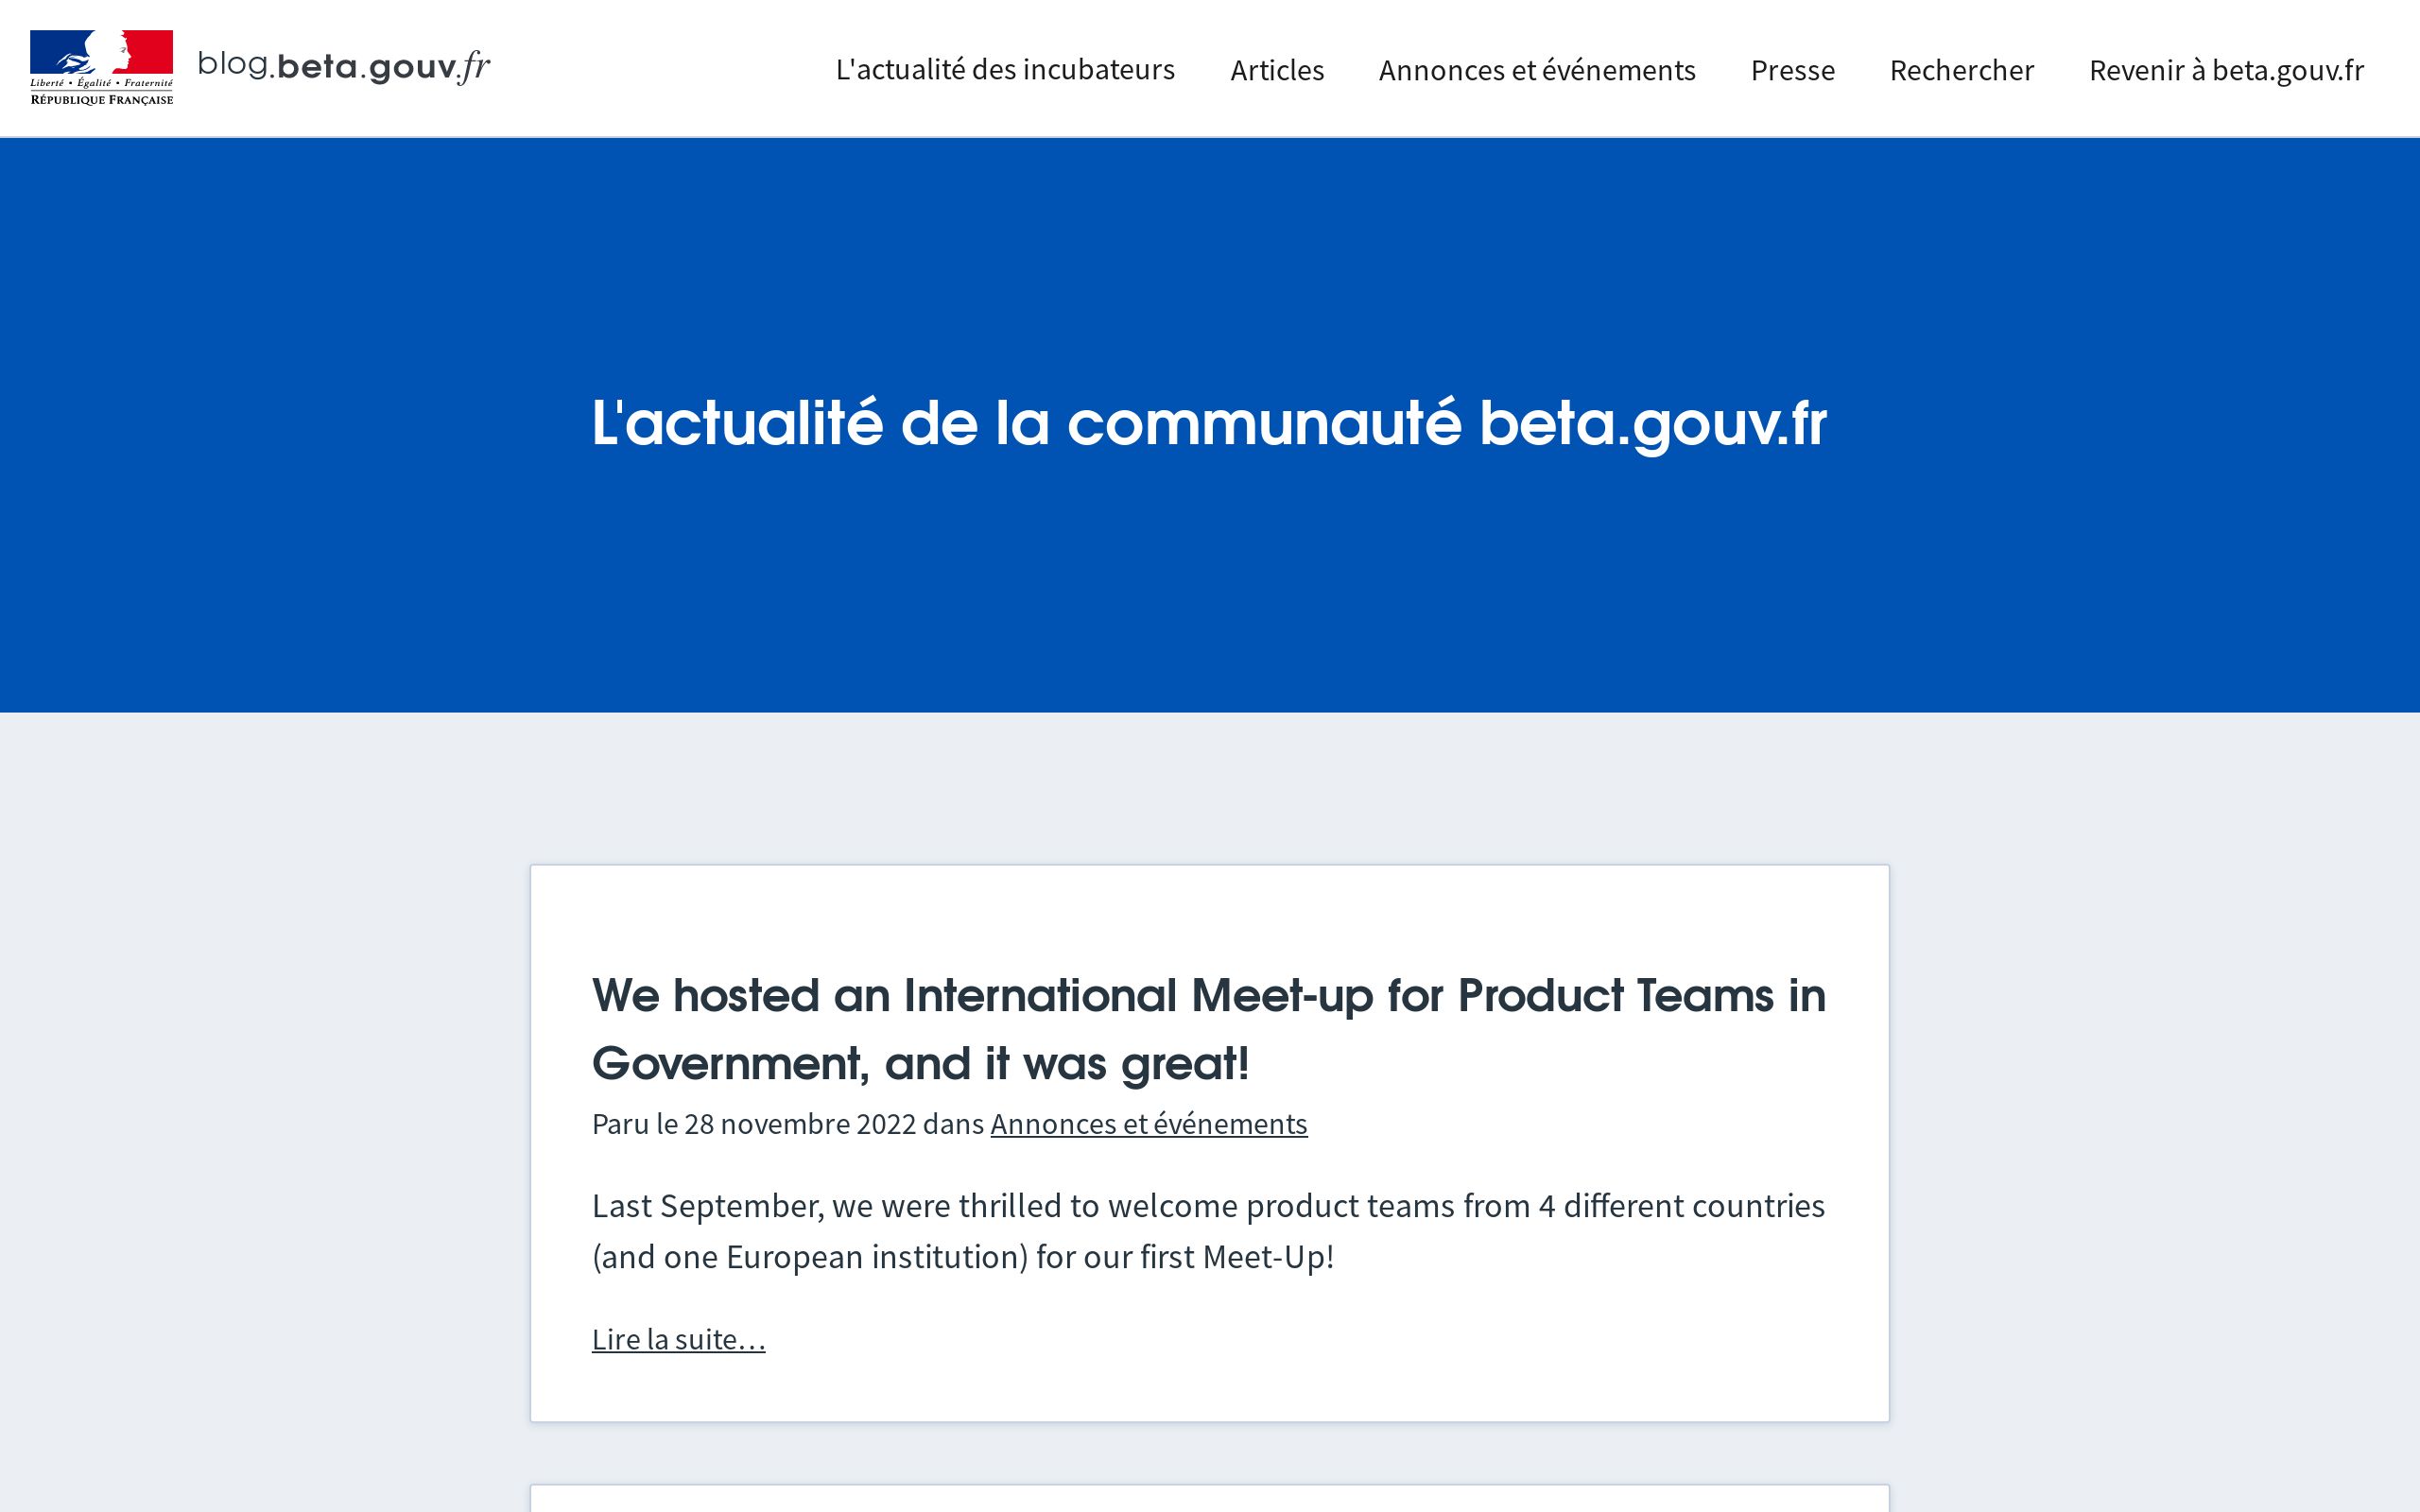 Liberté • Égalité • Fraternité
RÉPUBLIQUE FRANÇAISE
blog.beta.gouv.fr
L'actualité des incubateurs
Articles
Annonces et événements
Presse
Rechercher
Revenir à beta.gouv.fr
L'actualité de la communauté beta.gouv.fr
We hosted an International Meet-up for Product Teams in
Government, and it was great!
Paru le 28 novembre 2022 dans Annonces et événements
Last September, we were thrilled to welcome product teams from 4 different countries
(and one European institution) for our first Meet-Up!
Lire la suite…